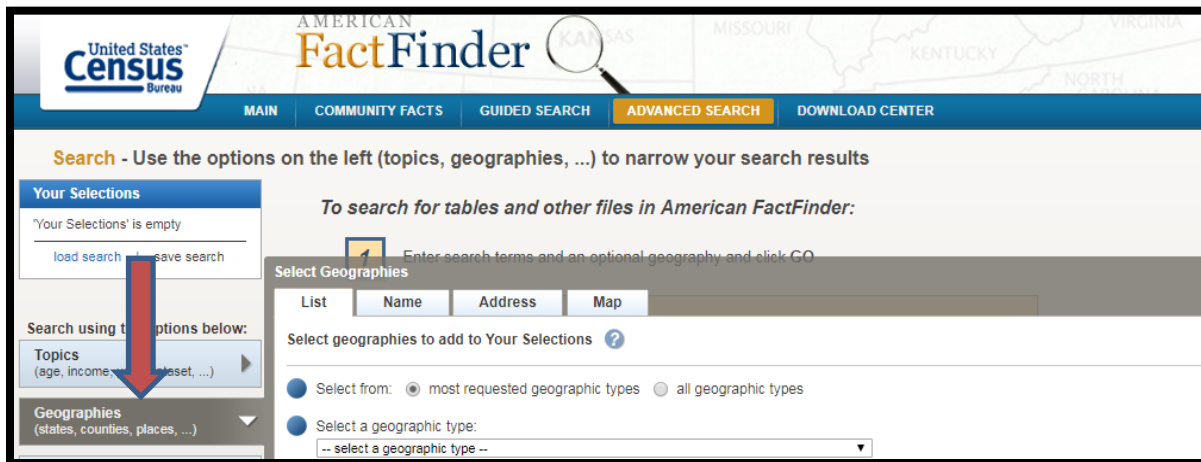 AMERICAN
FactFinder
United States™
Census
Bureau
KANSAS
MISSOURI
KENTUCKY
VIRGINIA
NORTH
CAROLINA
MAIN COMMUNITY FACTS GUIDED SEARCH ADVANCED SEARCH DOWNLOAD CENTER
Search - Use the options on the left (topics, geographies, ...) to narrow your search results
Your Selections
'Your Selections' is empty
load search save search
Search using options below:
Topics
(age, income, ...)
Geographies
(states, counties, places, ...)
To search for tables and other files in American FactFinder:
1 Enter search terms and an optional geography and click GO
Select Geographies
List Name Address Map
Select geographies to add to Your Selections ?
Select from: most requested geographic types all geographic types
Select a geographic type:
-- select a geographic type --